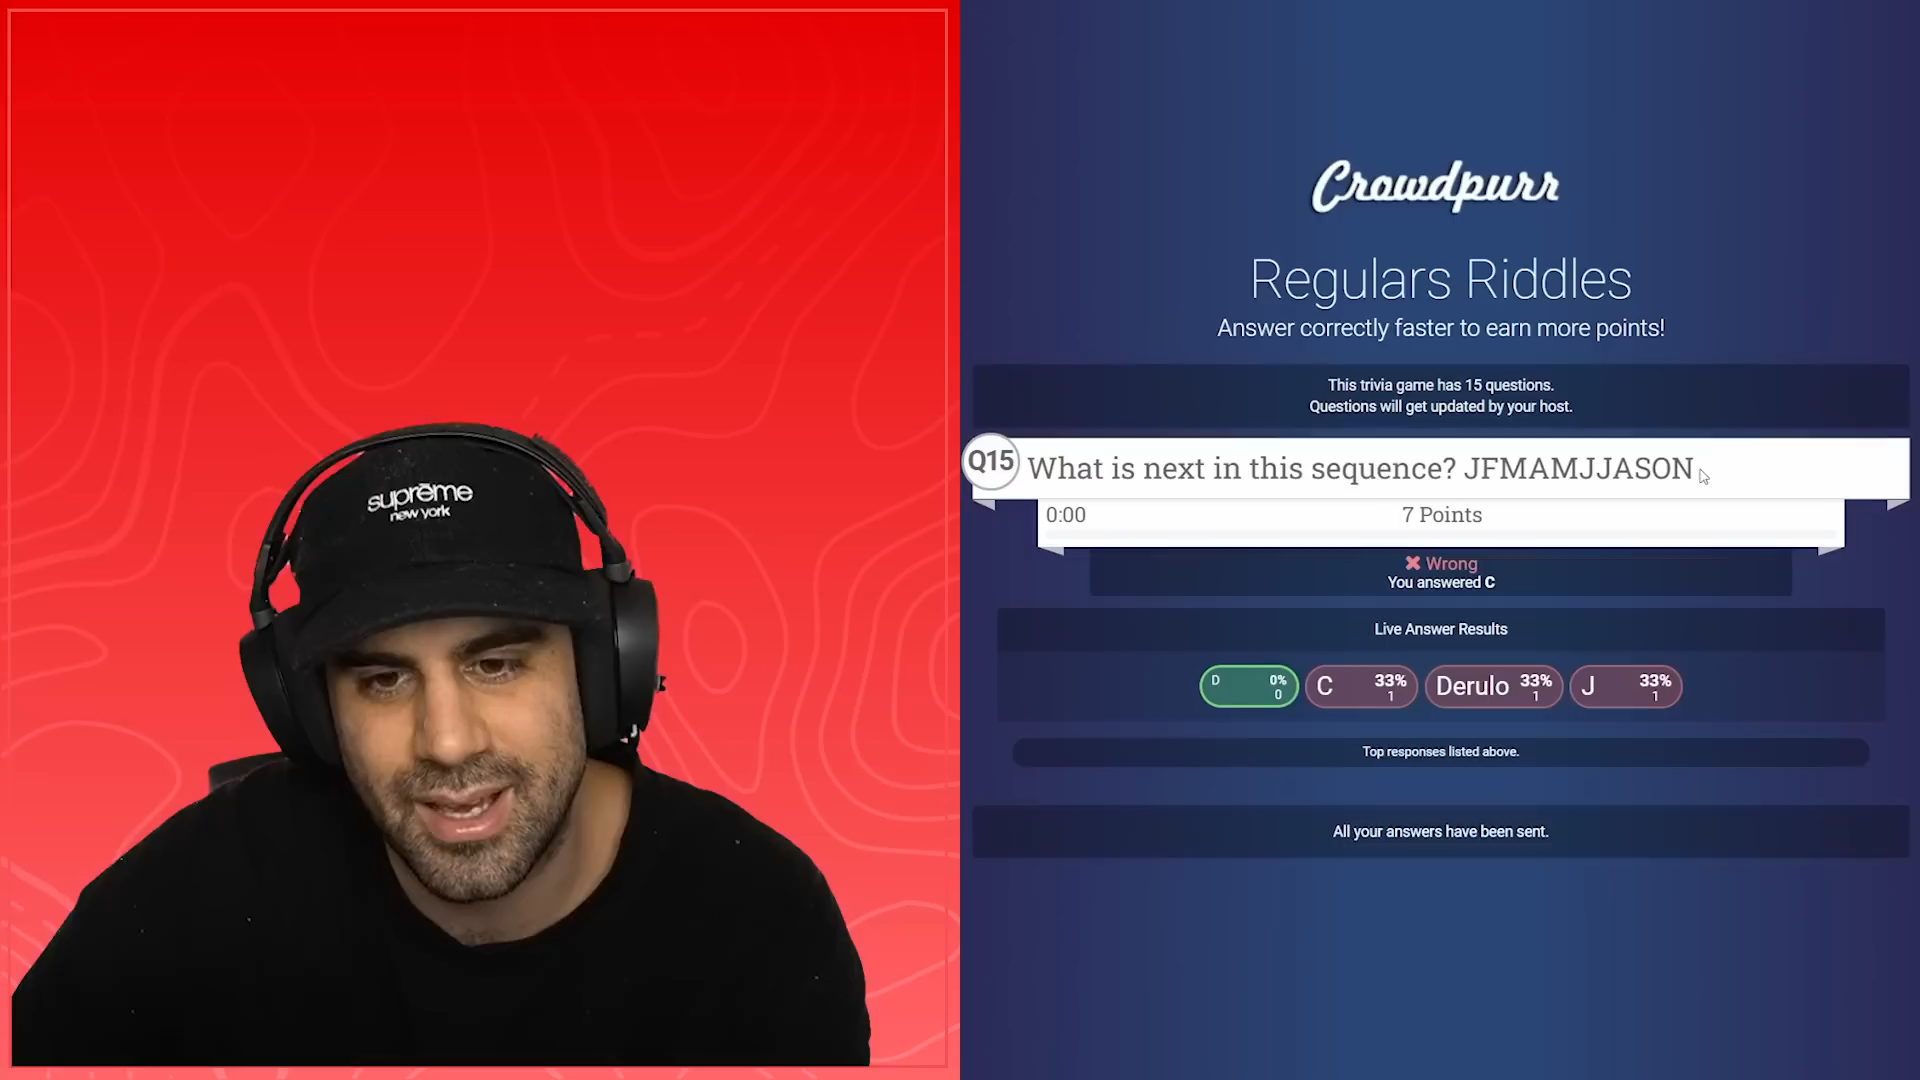 suprēme
new york
Crowdpurr
Regulars Riddles
Answer correctly faster to earn more points!
This trivia game has 15 questions.
Questions will get updated by your host.
Q15 What is next in this sequence? JFMAMJJASON
0:00 7 Points
✖ Wrong
You answered C
Live Answer Results
D 0% 0 C 33% 1 Derulo 33% 1 J 33% 1
Top responses listed above.
All your answers have been sent.